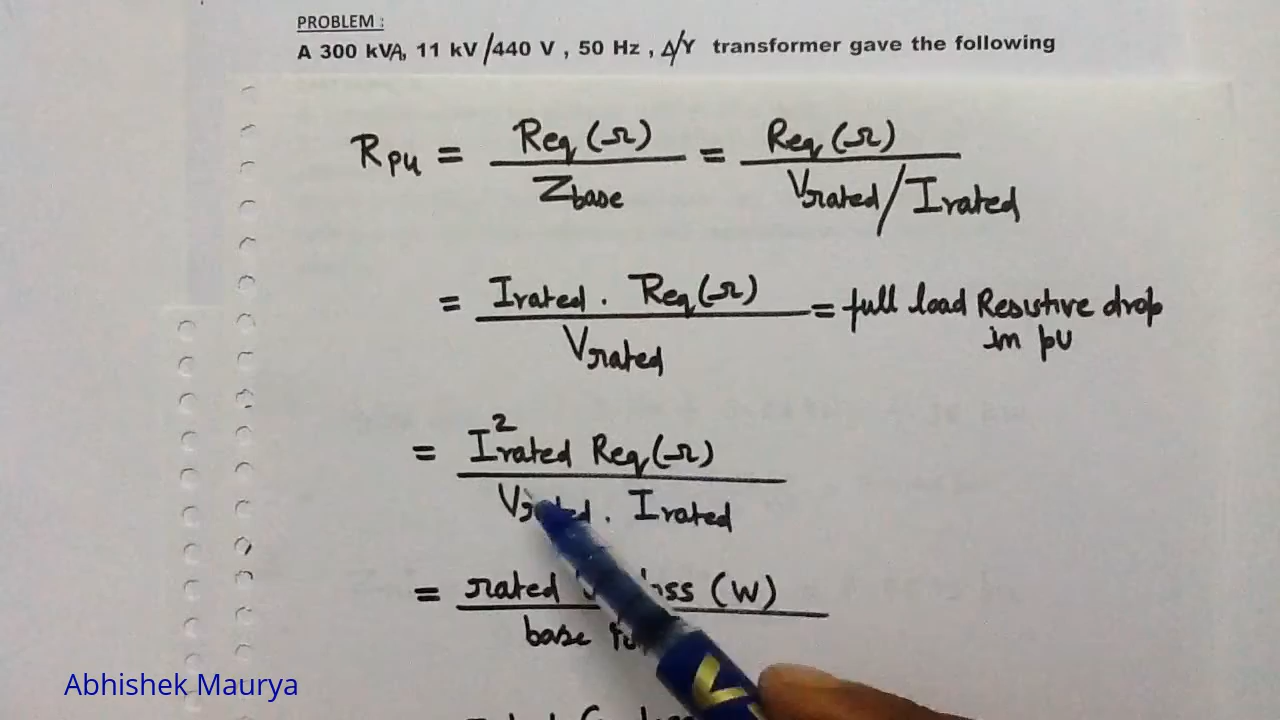 PROBLEM :
A 300 kVA, 11 kV/440 V , 50 Hz , Δ/Y transformer gave the following
Rpu = Req (Ω) / Zbase = Req (Ω) / Vrated / Irated
= Irated . Req (Ω) / Vrated = full load Resistive drop in pu
= I²rated Req (Ω) / Vrated . Irated
= rated loss (W) / base
Abhishek Maurya